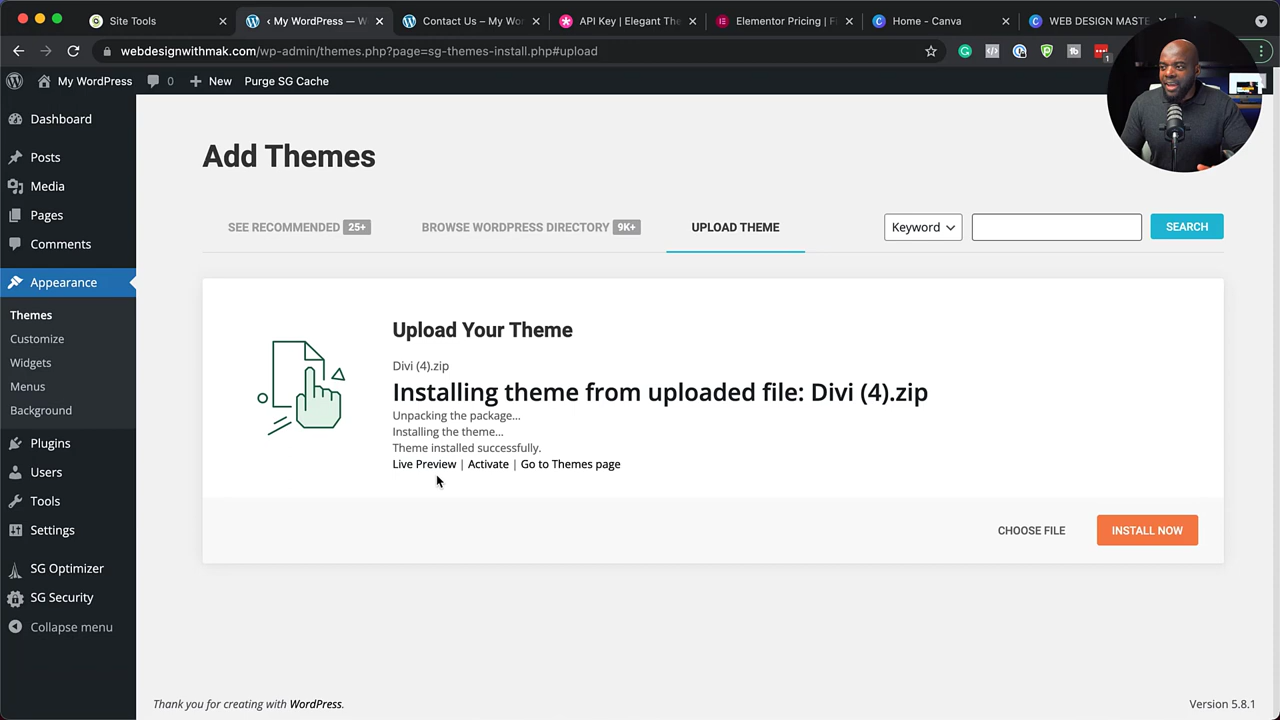 Site Tools
‹ My WordPress — W
Contact Us – My Wo
API Key | Elegant The
Elementor Pricing | F
Home - Canva
WEB DESIGN MASTE
webdesignwithmak.com/wp-admin/themes.php?page=sg-themes-install.php#upload
1
My WordPress
0
New
Purge SG Cache
Dashboard
Posts
Media
Pages
Comments
Appearance
Themes
Customize
Widgets
Menus
Background
Plugins
Users
Tools
Settings
SG Optimizer
SG Security
Collapse menu
Add Themes
SEE RECOMMENDED 25+
BROWSE WORDPRESS DIRECTORY 9K+
UPLOAD THEME
Keyword
SEARCH
Upload Your Theme
Divi (4).zip
Installing theme from uploaded file: Divi (4).zip
Unpacking the package...
Installing the theme...
Theme installed successfully.
Live Preview | Activate | Go to Themes page
CHOOSE FILE
INSTALL NOW
Thank you for creating with WordPress.
Version 5.8.1